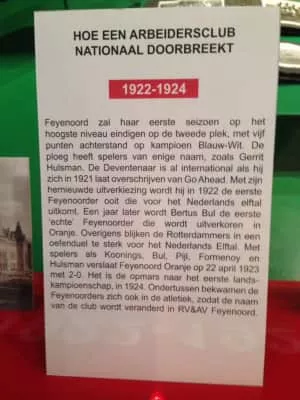 HOE EEN ARBEIDERSCLUB
NATIONAAL DOORBREEKT
1922-1924
Feyenoord zal haar eerste seizoen op het
hoogste niveau eindigen op de tweede plek, met vijf
punten achterstand op kampioen Blauw-Wit. De
ploeg heeft spelers van enige naam, zoals Gerrit
Hulsman. De Deventenaar is al international als hij
zich in 1921 laat overschrijven van Go Ahead. Met zijn
hernieuwde uitverkiezing wordt hij in 1922 de eerste
Feyenoorder ooit die voor het Nederlands elftal
uitkomt. Een jaar later wordt Bertus Bul de eerste
'echte' Feyenoorder die wordt uitverkoren in
Oranje. Overigens blijken de Rotterdammers in een
oefenduel te sterk voor het Nederlands Elftal. Met
spelers als Koonings, Bul, Pijl, Formenoy en
Hulsman verslaat Feyenoord Oranje op 22 april 1923
met 2-0. Het is de opmars naar het eerste lands-
kampioenschap, in 1924. Ondertussen bekwamen de
Feyenoorders zich ook in de atletiek, zodat de naam
van de club wordt veranderd in RV&AV Feyenoord.